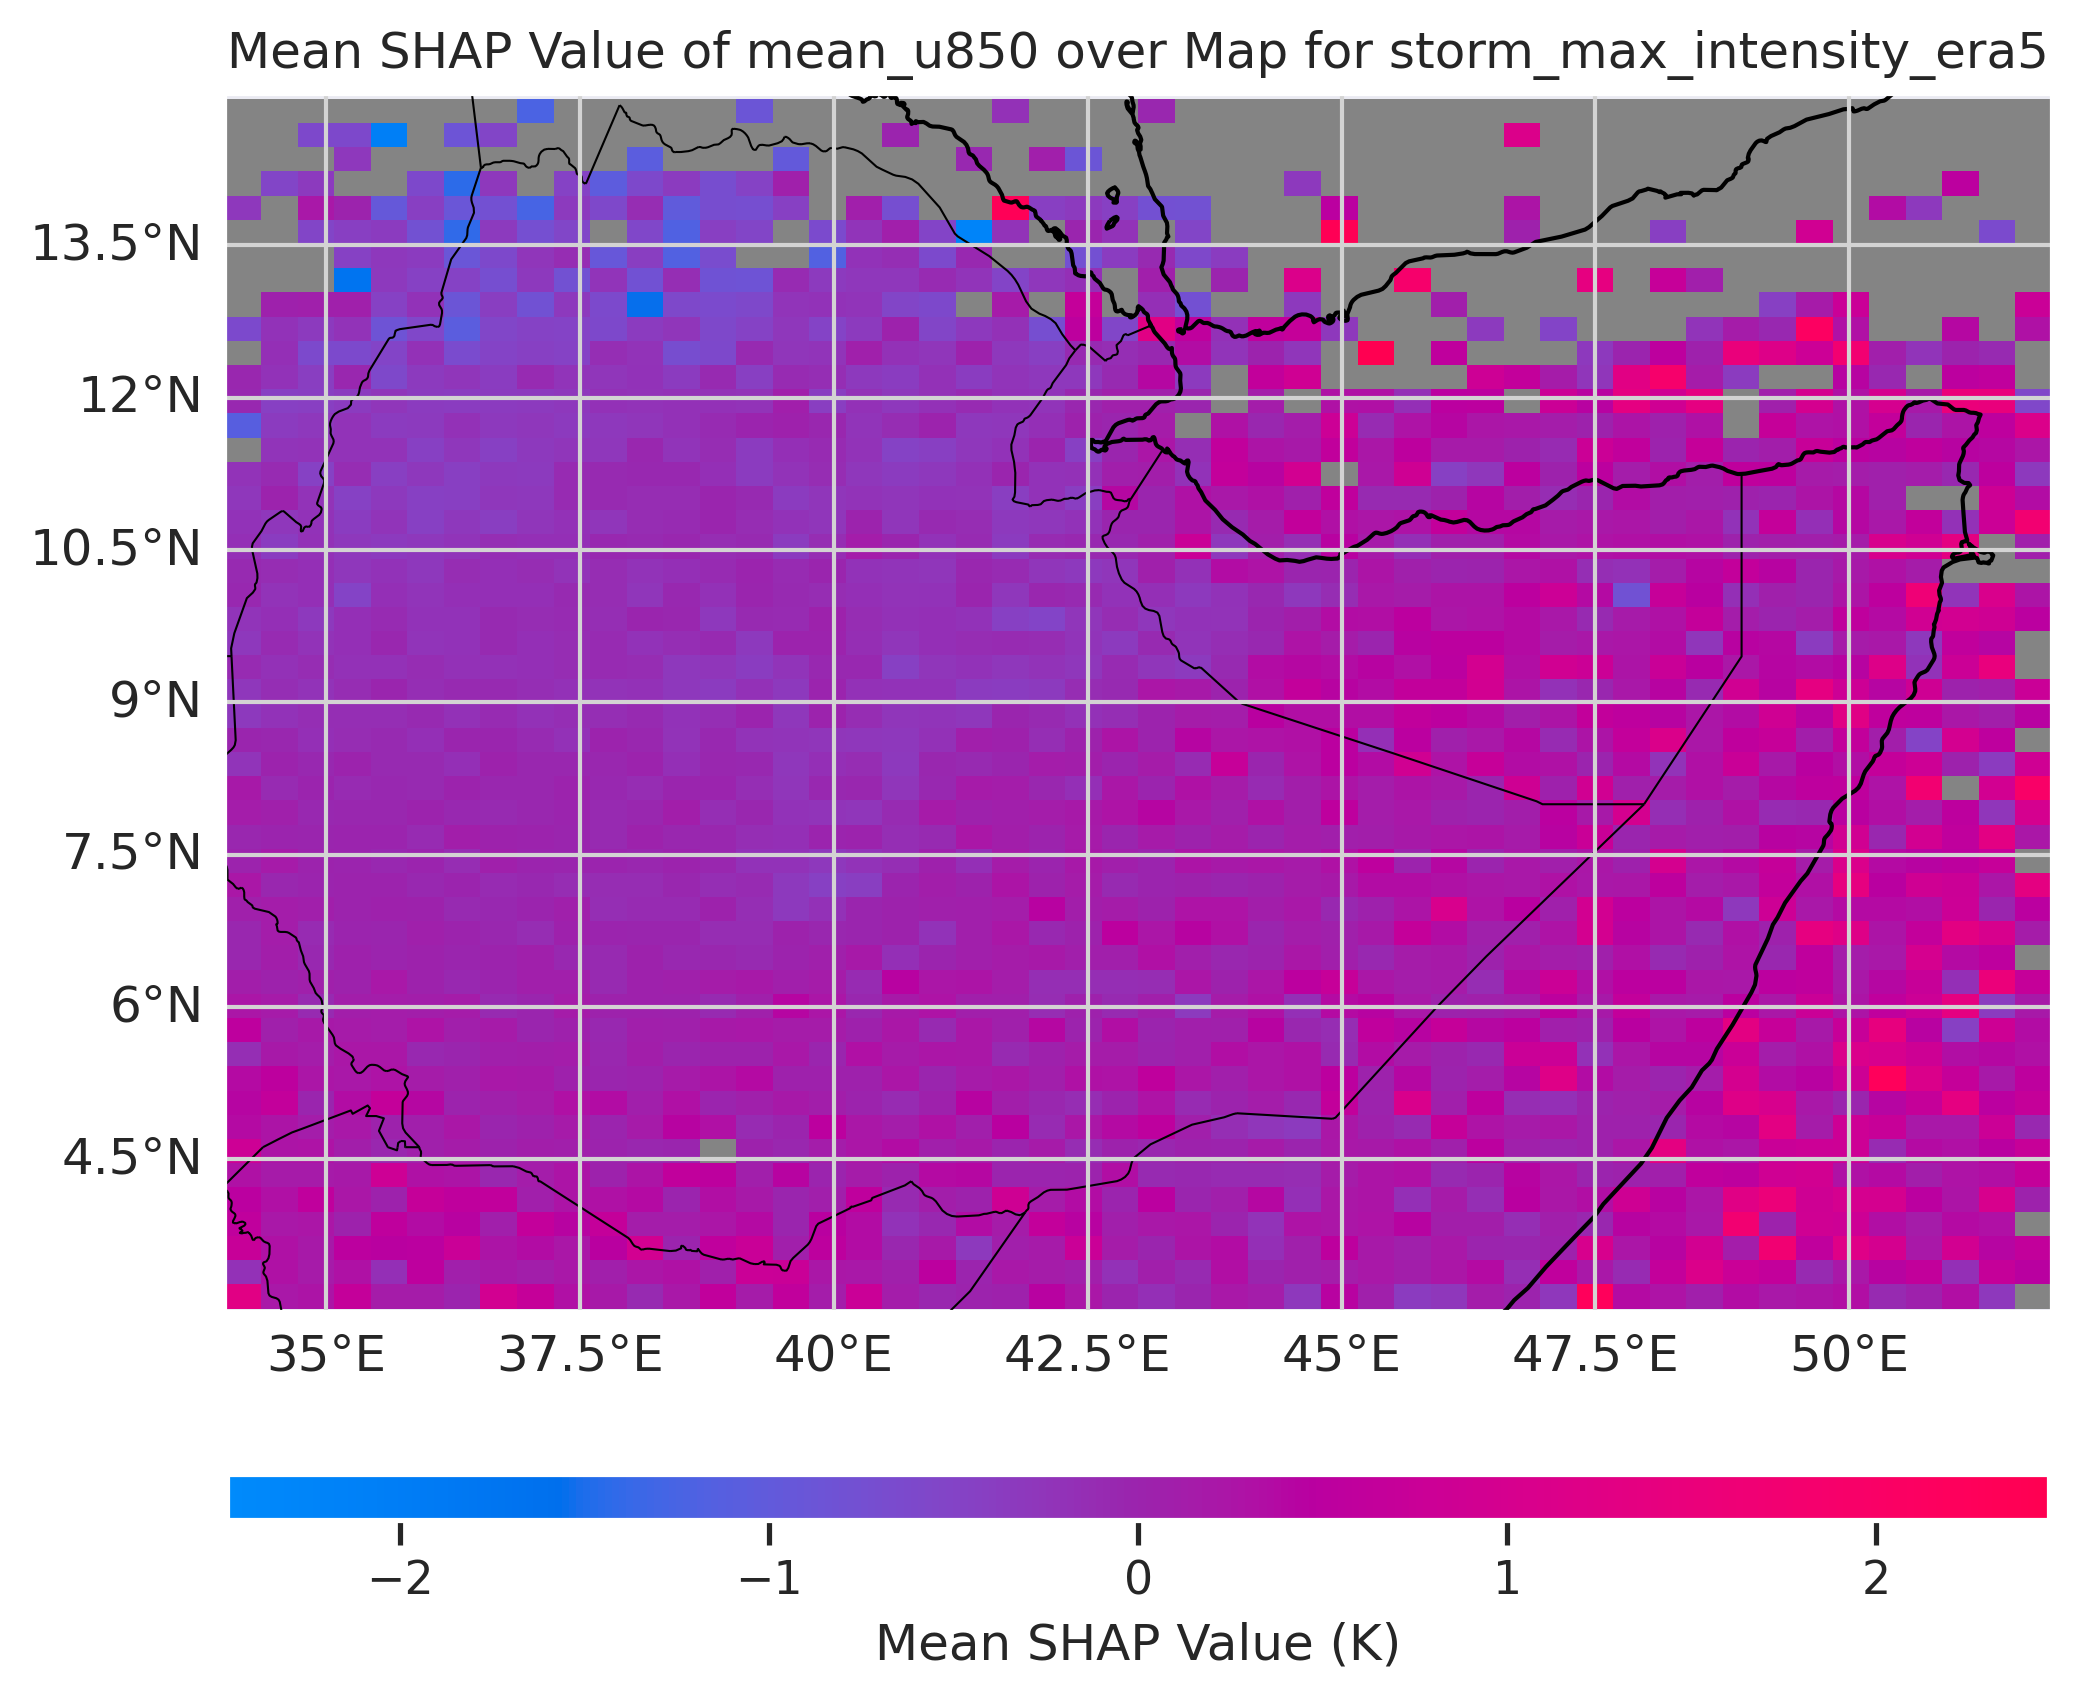 Mean SHAP Value of mean_u850 over Map for storm_max_intensity_era5
13.5°N
12°N
10.5°N
9°N
7.5°N
6°N
4.5°N
35°E 37.5°E 40°E 42.5°E 45°E 47.5°E 50°E
−2 −1 0 1 2
Mean SHAP Value (K)